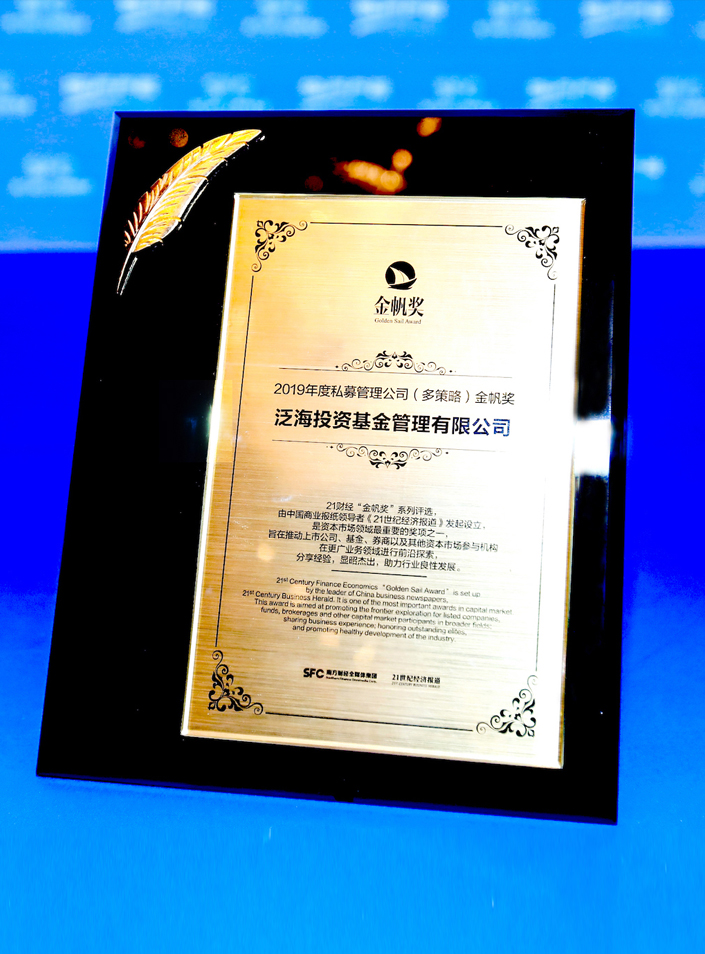 金帆奖
Golden Sail Award
2019年度私募管理公司（多策略）金帆奖
泛海投资基金管理有限公司
21财经“金帆奖”系列评选，
由中国商业报纸领导者《21世纪经济报道》发起设立，
是资本市场领域最重要的奖项之一，
旨在推动上市公司、基金、券商以及其他资本市场参与机构
在更广业务领域进行前沿探索，
分享经验，显昭杰出，助力行业良性发展。
21st Century Finance Economics “Golden Sail Award”, is set up
by the leader of China business newspapers,
21st Century Business Herald. It is one of the most important awards in capital market.
This award is aimed at promoting the frontier exploration for listed companies,
funds, brokerages and other capital market participants in broader fields;
sharing business experience; honoring outstanding elites;
and promoting healthy development of the industry.
SFC 南方财经全媒体集团
21世纪经济报道